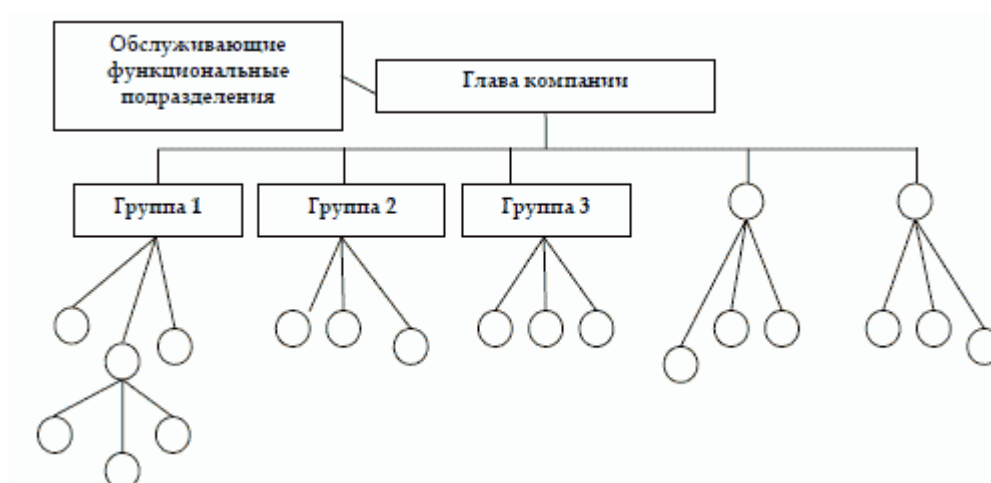 Обслуживающие
функциональные
подразделения
Глава компании
Группа 1
Группа 2
Группа 3